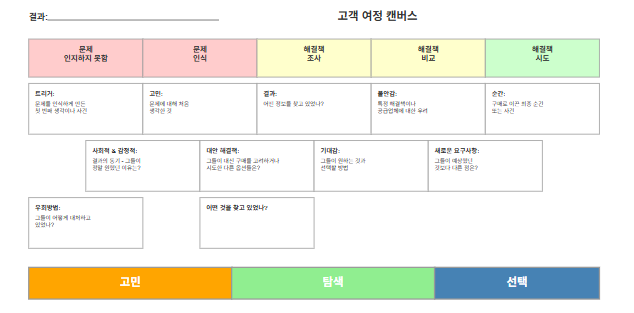 결과:
고객 여정 캔버스
문제
인지하지 못함
문제
인식
해결책
조사
해결책
비교
해결책
시도
트리거:
문제를 인식하게 만든
첫 번째 생각이나 사건
고민:
문제에 대해 처음
생각한 것
결과:
어떤 정보를 찾고 있었나?
불안감:
특정 해결책이나
공급업체에 대한 우려
순간:
구매로 이끈 최종 순간
또는 사건
사회적 & 감정적:
결과의 동기 - 그들이
정말 원했던 이유는?
대안 해결책:
그들이 대신 구매를 고려하거나
시도한 다른 옵션들은?
기대감:
그들이 원하는 것과
선택할 방법
새로운 요구사항:
그들이 예상했던
것보다 다른 점은?
우회방법:
그들이 어떻게 대처하고
있었나?
어떤 것을 찾고 있었나?
고민
탐색
선택